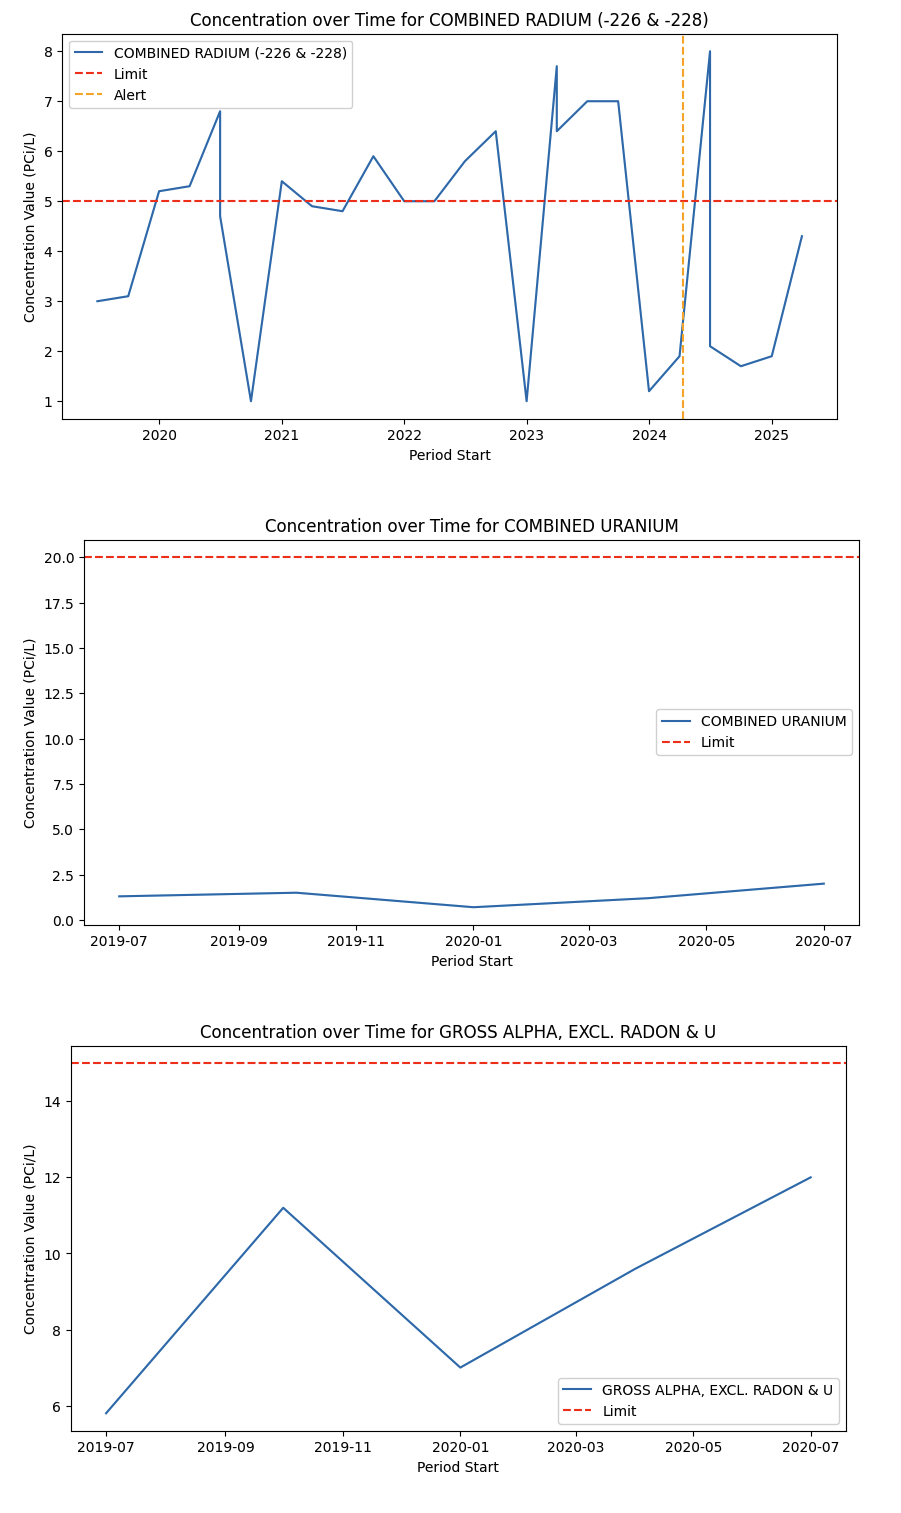 Concentration over Time for COMBINED RADIUM (-226 & -228)
COMBINED RADIUM (-226 & -228)
Limit
Alert
Concentration Value (PCi/L)
8
7
6
5
4
3
2
1
2020 2021 2022 2023 2024 2025
Period Start
Concentration over Time for COMBINED URANIUM
Concentration Value (PCi/L)
20.0
17.5
15.0
12.5
10.0
7.5
5.0
2.5
0.0
COMBINED URANIUM
Limit
2019-07 2019-09 2019-11 2020-01 2020-03 2020-05 2020-07
Period Start
Concentration over Time for GROSS ALPHA, EXCL. RADON & U
Concentration Value (PCi/L)
14
12
10
8
6
GROSS ALPHA, EXCL. RADON & U
Limit
2019-07 2019-09 2019-11 2020-01 2020-03 2020-05 2020-07
Period Start